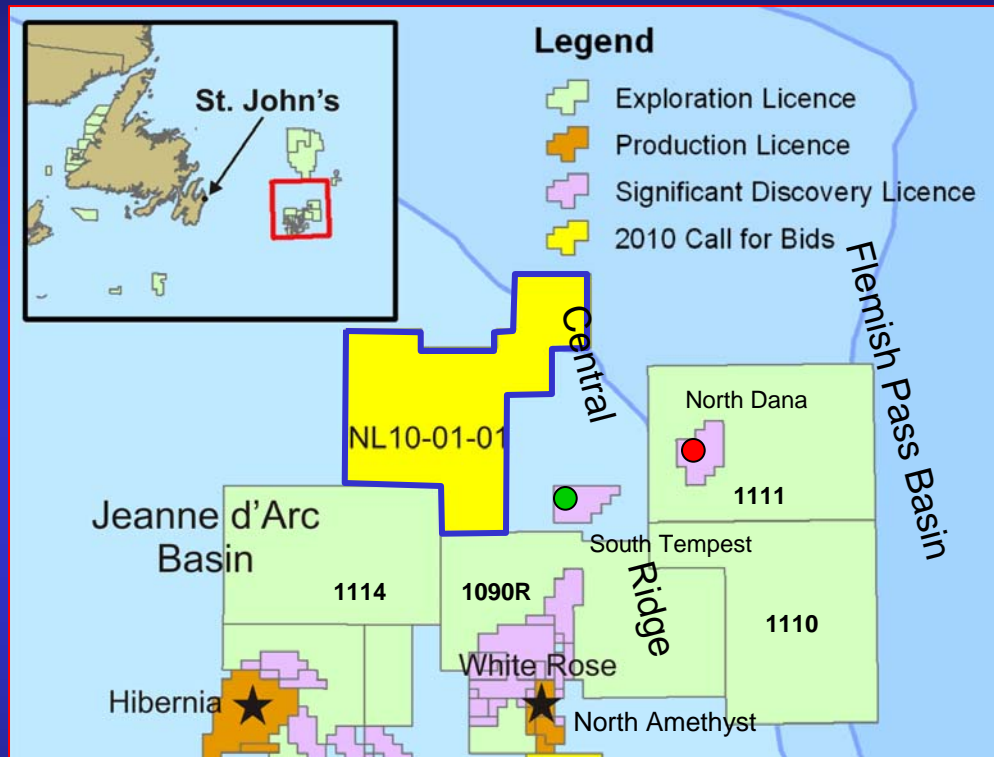 St. John's
Legend
Exploration Licence
Production Licence
Significant Discovery Licence
2010 Call for Bids
Central
Ridge
Flemish Pass Basin
NL10-01-01
North Dana
1111
South Tempest
Jeanne d'Arc
Basin
1114
1090R
1110
White Rose
Hibernia
North Amethyst